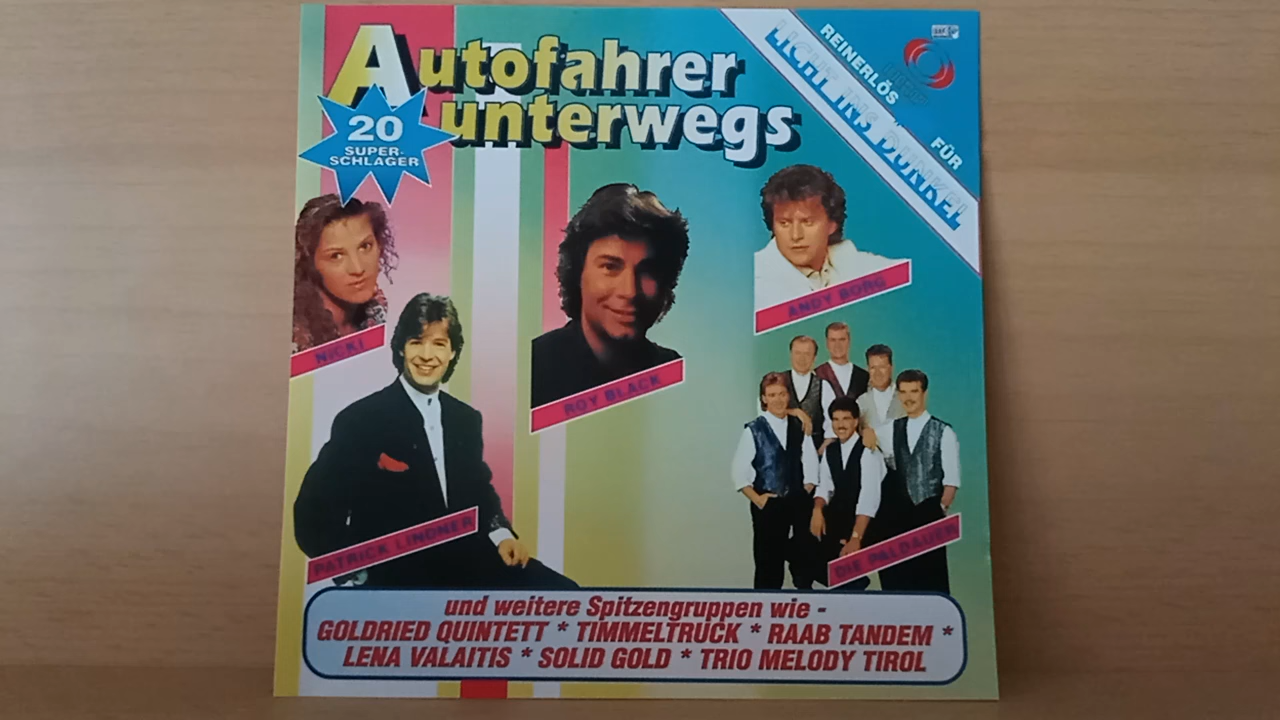 Autofahrer
unterwegs
20
SUPER-
SCHLAGER
REINERLÖS
FÜR
LICHT INS DUNKEL
NICKI
ROY BLACK
ANDY BORG
PATRICK LINDNER
DIE PALDAUER
und weitere Spitzengruppen wie -
GOLDRIED QUINTETT * TIMMELTRUCK * RAAB TANDEM *
LENA VALAITIS * SOLID GOLD * TRIO MELODY TIROL